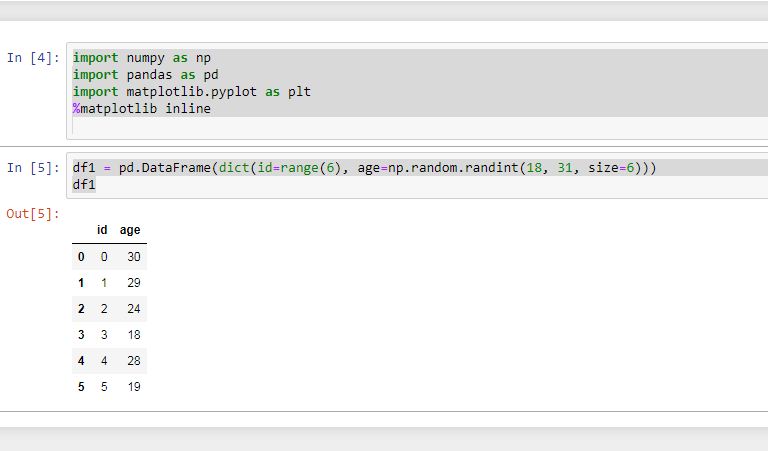 In [4]: import numpy as np
import pandas as pd
import matplotlib.pyplot as plt
%matplotlib inline
In [5]: df1 = pd.DataFrame(dict(id=range(6), age=np.random.randint(18, 31, size=6)))
df1
Out[5]:
id age
0 0 30
1 1 29
2 2 24
3 3 18
4 4 28
5 5 19